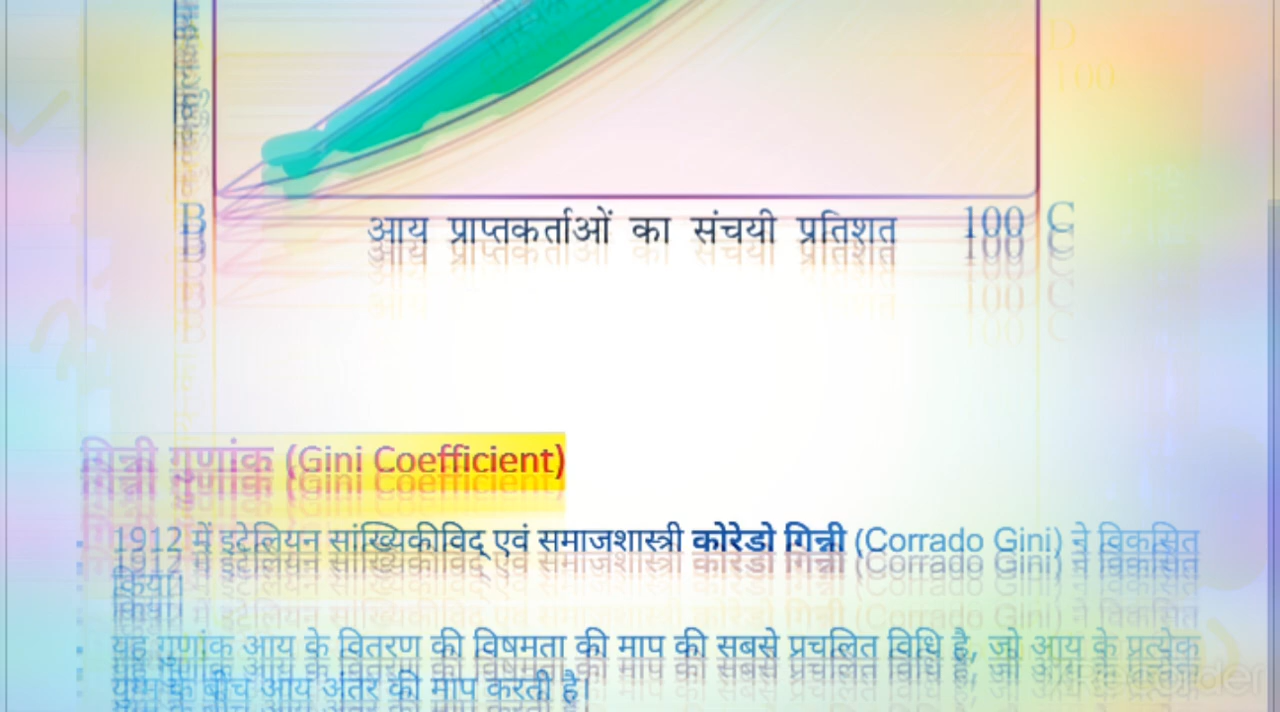 B आय प्राप्तकर्ताओं का संचयी प्रतिशत 100 C
गिन्नी गुणांक (Gini Coefficient)
1912 में इटेलियन सांख्यिकीविद् एवं समाजशास्त्री कोरेडो गिन्नी (Corrado Gini) ने विकसित
किया।
यह गुणांक आय के वितरण की विषमता की माप की सबसे प्रचलित विधि है, जो आय के प्रत्येक
युग्म के बीच आय अंतर की माप करती है।